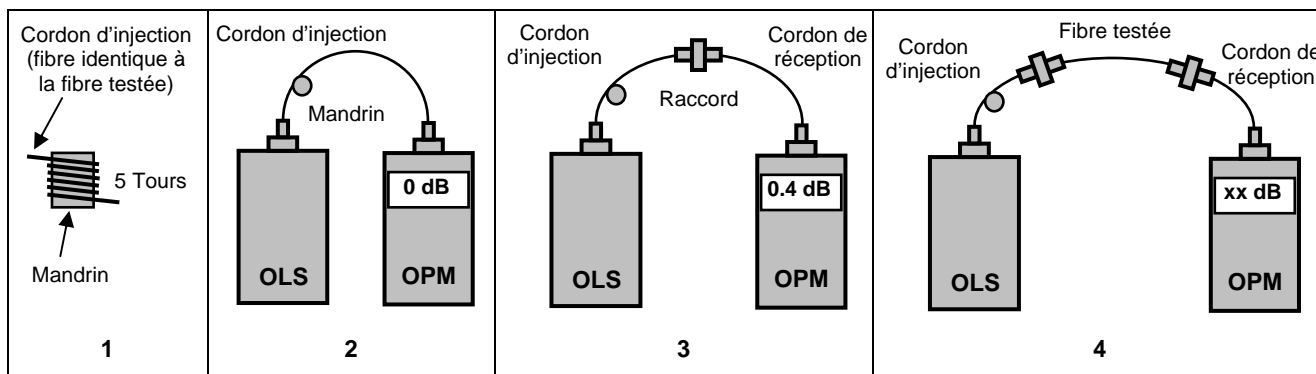 Cordon d'injection
(fibre identique à
la fibre testée)
5 Tours
Mandrin
1
Cordon d'injection
Mandrin
0 dB
OLS
OPM
2
Cordon
d'injection
Cordon de
réception
Raccord
0.4 dB
OLS
OPM
3
Cordon
d'injection
Fibre testée
Cordon de
réception
xx dB
OLS
OPM
4